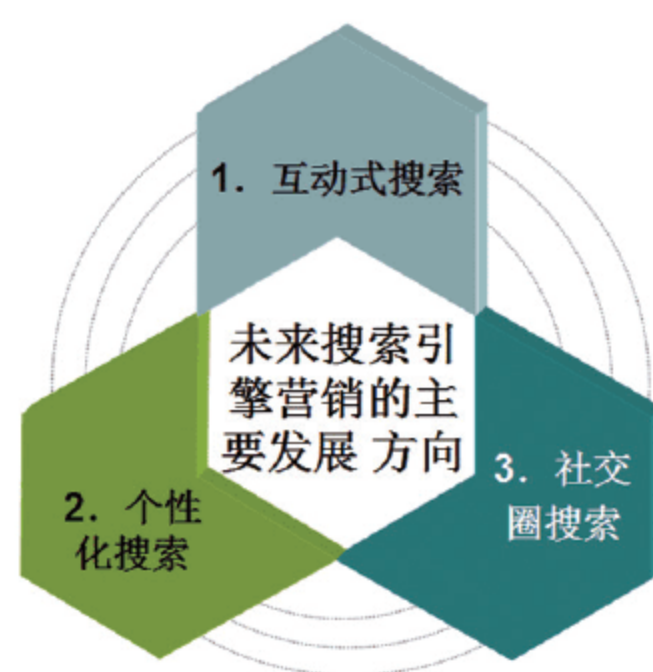 1. 互动式搜索
未来搜索引
擎营销的主
要发展 方向
2. 个性
化搜索
3. 社交
圈搜索